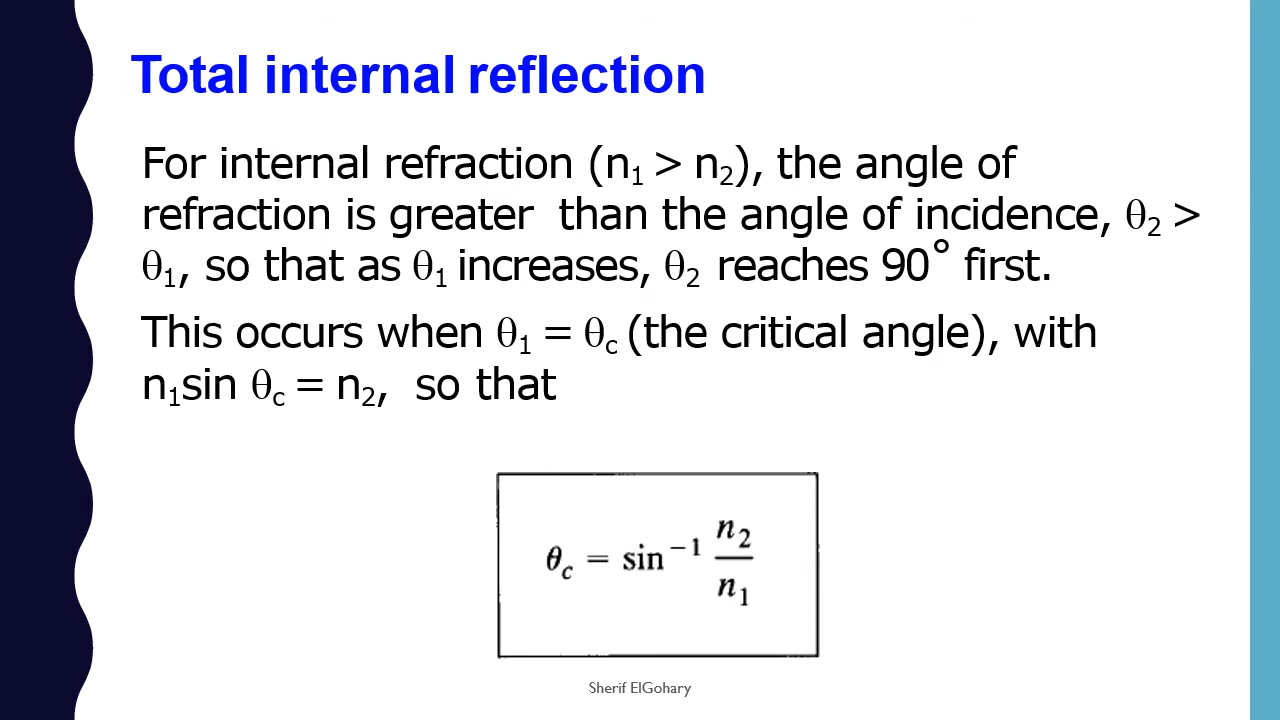 Total internal reflection
For internal refraction (n₁ > n₂), the angle of
refraction is greater than the angle of incidence, θ₂ >
θ₁, so that as θ₁ increases, θ₂ reaches 90˚ first.
This occurs when θ₁ = θc (the critical angle), with
n₁sin θc = n₂, so that
θc = sin⁻¹ n₂/n₁
Sherif ElGohary